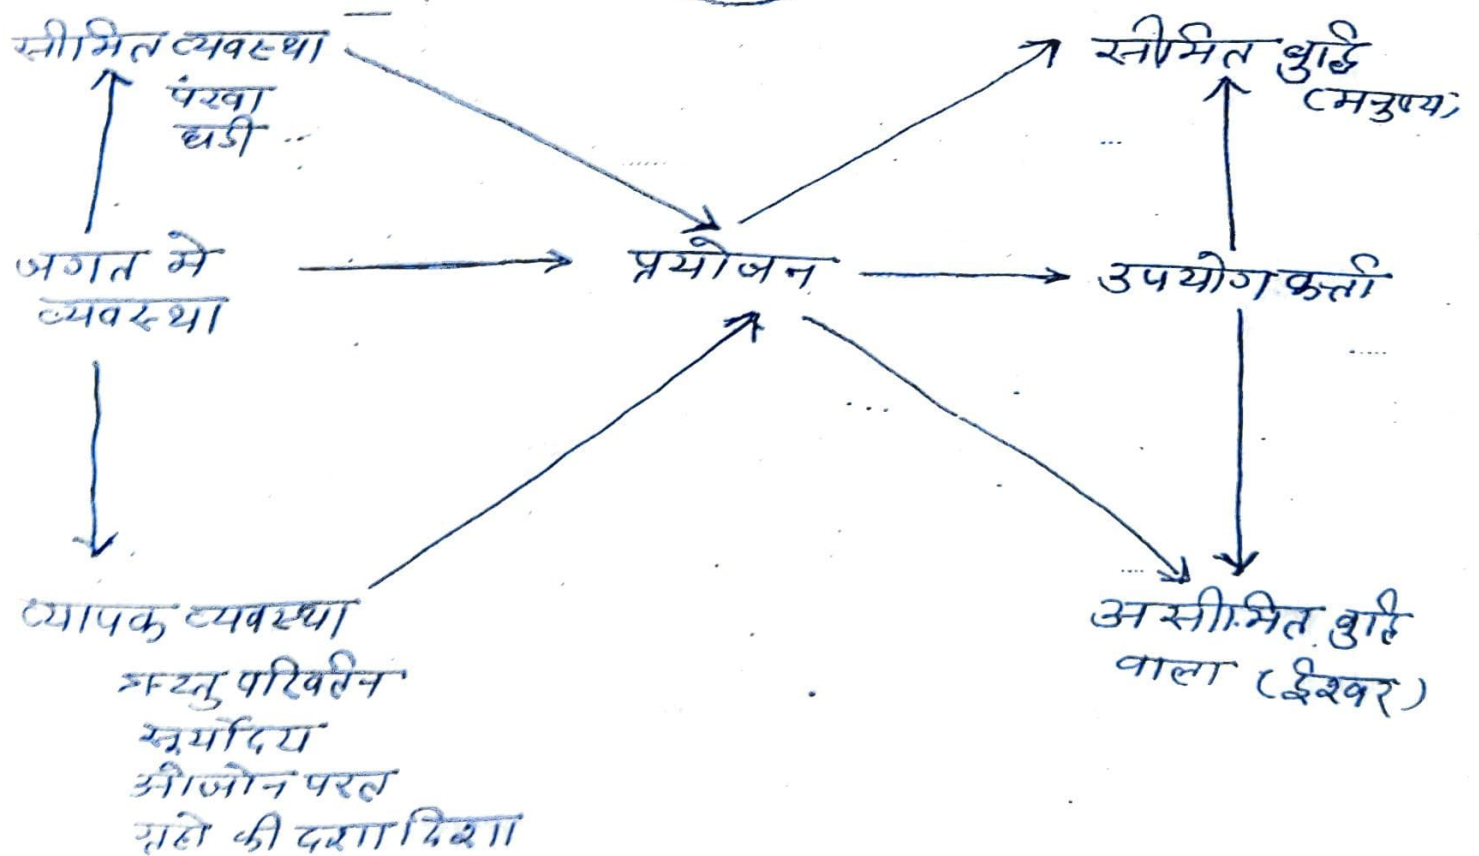 सीमित व्यवस्था
पंखा
घडी
सीमित बुद्धि
(मनुष्य)
जगत मे
व्यवस्था
प्रयोजन
उपयोग कर्त्ता
व्यापक व्यवस्था
ऋतु परिवर्तन
सूर्योदय
ओजोन परत
ग्रहो की दशा दिशा
असीमित बुद्धि
वाला (ईश्वर)